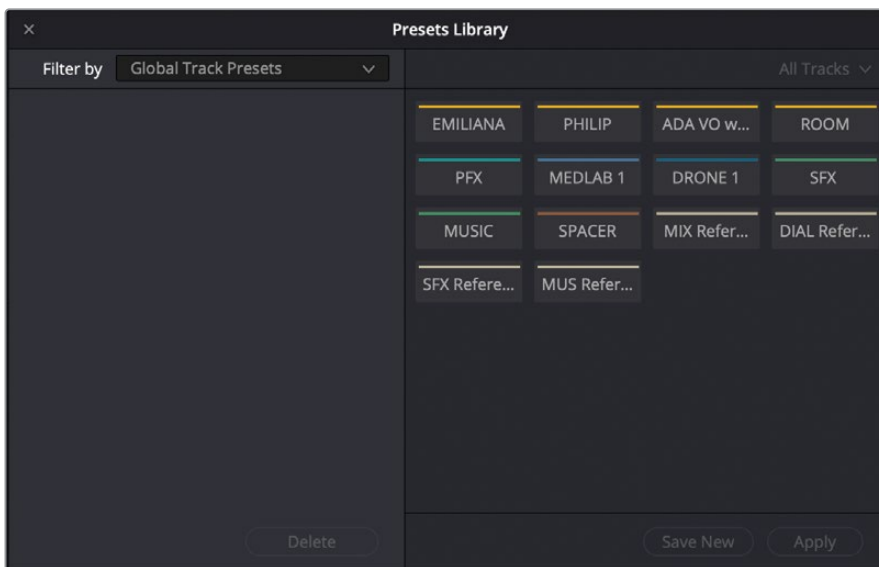 × Presets Library
Filter by Global Track Presets
All Tracks
EMILIANA PHILIP ADA VO w... ROOM
PFX MEDLAB 1 DRONE 1 SFX
MUSIC SPACER MIX Refer... DIAL Refer...
SFX Refere... MUS Refer...
Delete Save New Apply